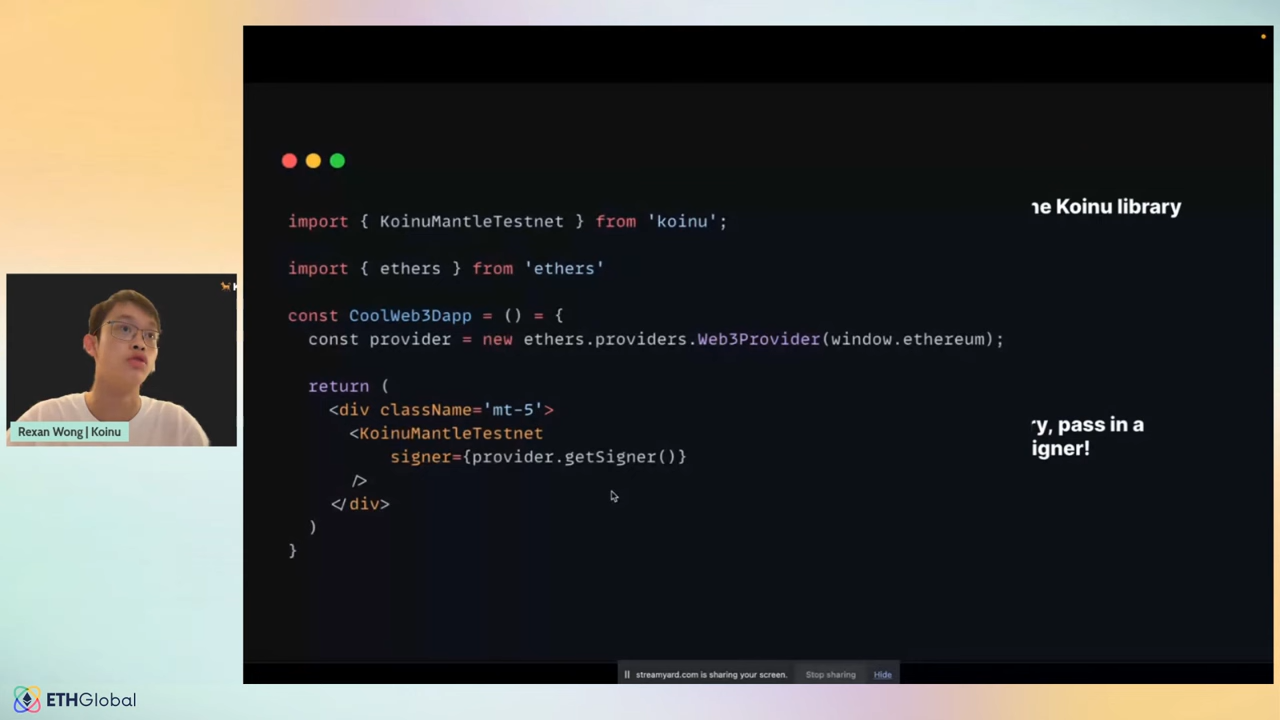 import { KoinuMantleTestnet } from 'koinu';
import { ethers } from 'ethers'
const CoolWeb3Dapp = () = {
const provider = new ethers.providers.Web3Provider(window.ethereum);
return (
<div className='mt-5'>
<KoinuMantleTestnet
signer={provider.getSigner()}
/>
</div>
)
}
he Koinu library
ry, pass in a
igner!
Rexan Wong | Koinu
streamyard.com is sharing your screen.
Stop sharing
Hide
ETHGlobal